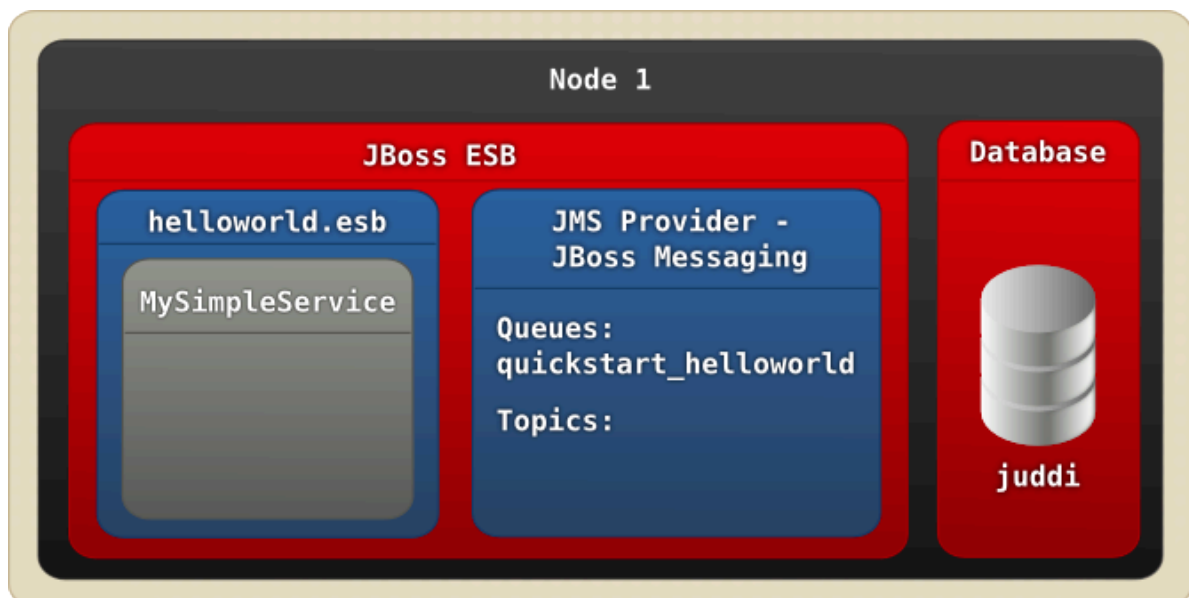 Node 1
JBoss ESB
Database
helloworld.esb
JMS Provider -
JBoss Messaging
MySimpleService
Queues:
quickstart_helloworld
Topics:
juddi